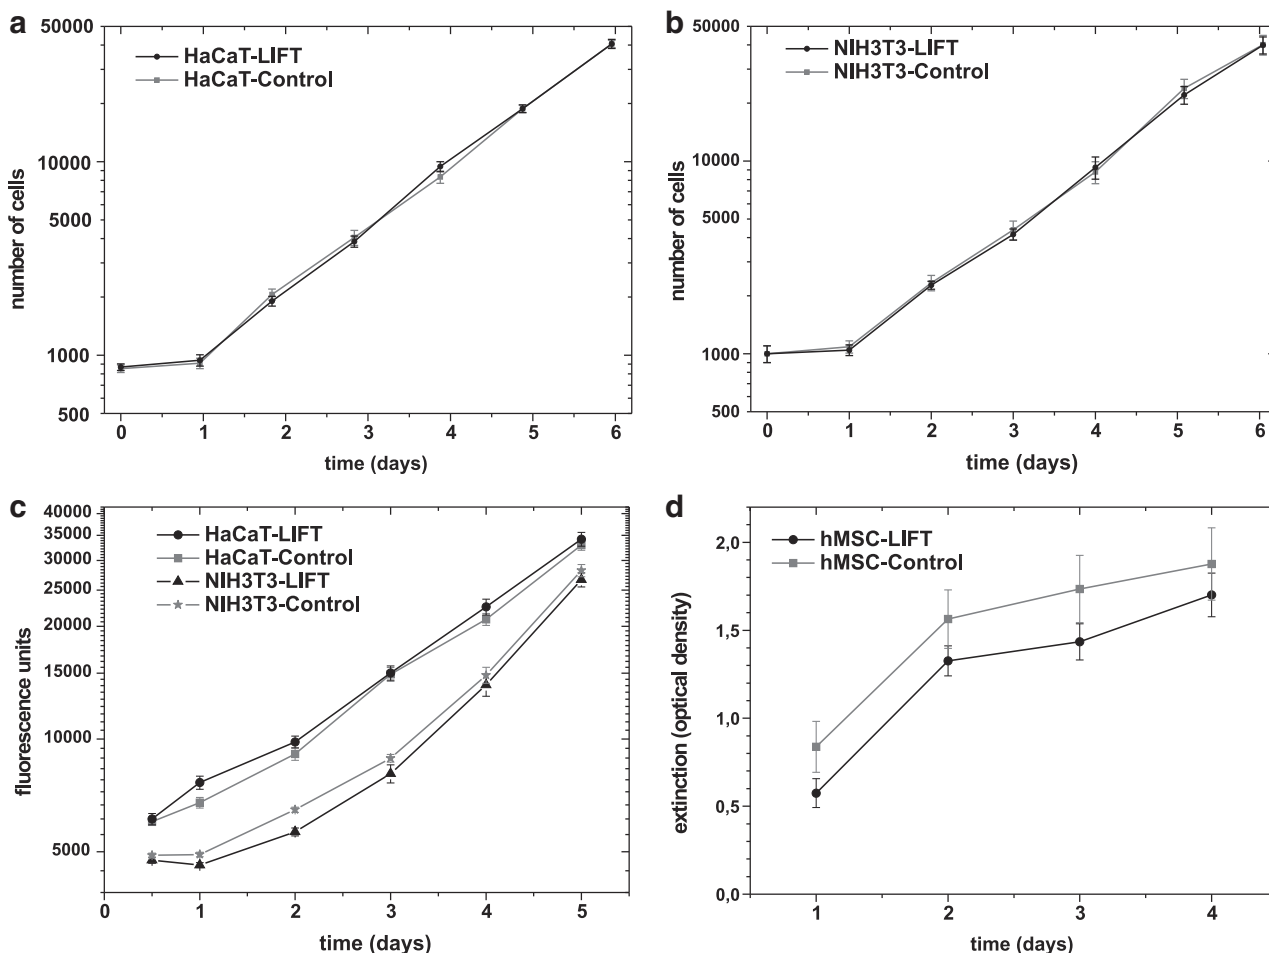 a
50000
10000
5000
1000
500
number of cells
HaCaT-LIFT
HaCaT-Control
0 1 2 3 4 5 6
time (days)
b
50000
10000
5000
1000
500
number of cells
NIH3T3-LIFT
NIH3T3-Control
0 1 2 3 4 5 6
time (days)
c
40000
35000
30000
25000
20000
15000
10000
5000
fluorescence units
HaCaT-LIFT
HaCaT-Control
NIH3T3-LIFT
NIH3T3-Control
0 1 2 3 4 5
time (days)
d
2,0
1,5
1,0
0,5
0,0
extinction (optical density)
hMSC-LIFT
hMSC-Control
1 2 3 4
time (days)